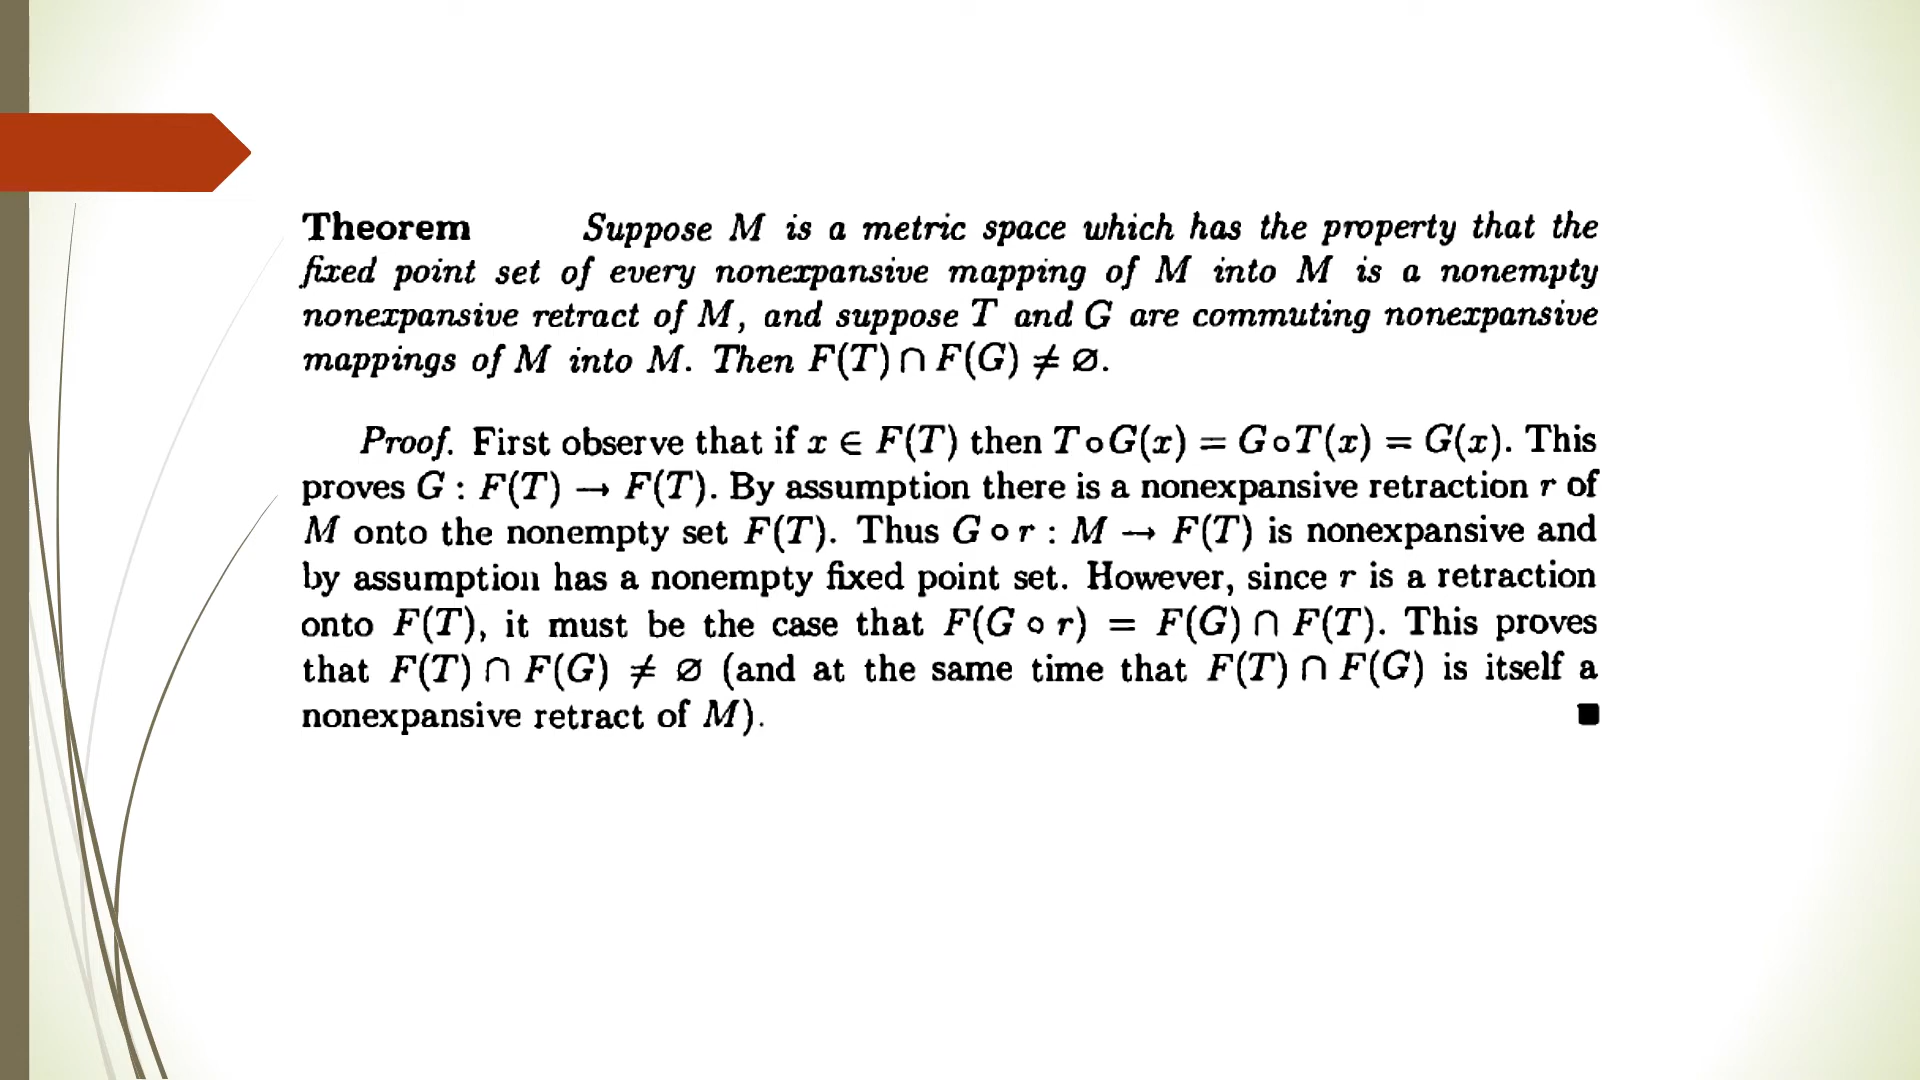 Theorem Suppose M is a metric space which has the property that the
fixed point set of every nonexpansive mapping of M into M is a nonempty
nonexpansive retract of M, and suppose T and G are commuting nonexpansive
mappings of M into M. Then F(T) ∩ F(G) ≠ ∅.
Proof. First observe that if x ∈ F(T) then T∘G(x) = G∘T(x) = G(x). This
proves G : F(T) → F(T). By assumption there is a nonexpansive retraction r of
M onto the nonempty set F(T). Thus G ∘ r : M → F(T) is nonexpansive and
by assumption has a nonempty fixed point set. However, since r is a retraction
onto F(T), it must be the case that F(G ∘ r) = F(G) ∩ F(T). This proves
that F(T) ∩ F(G) ≠ ∅ (and at the same time that F(T) ∩ F(G) is itself a
nonexpansive retract of M). ■